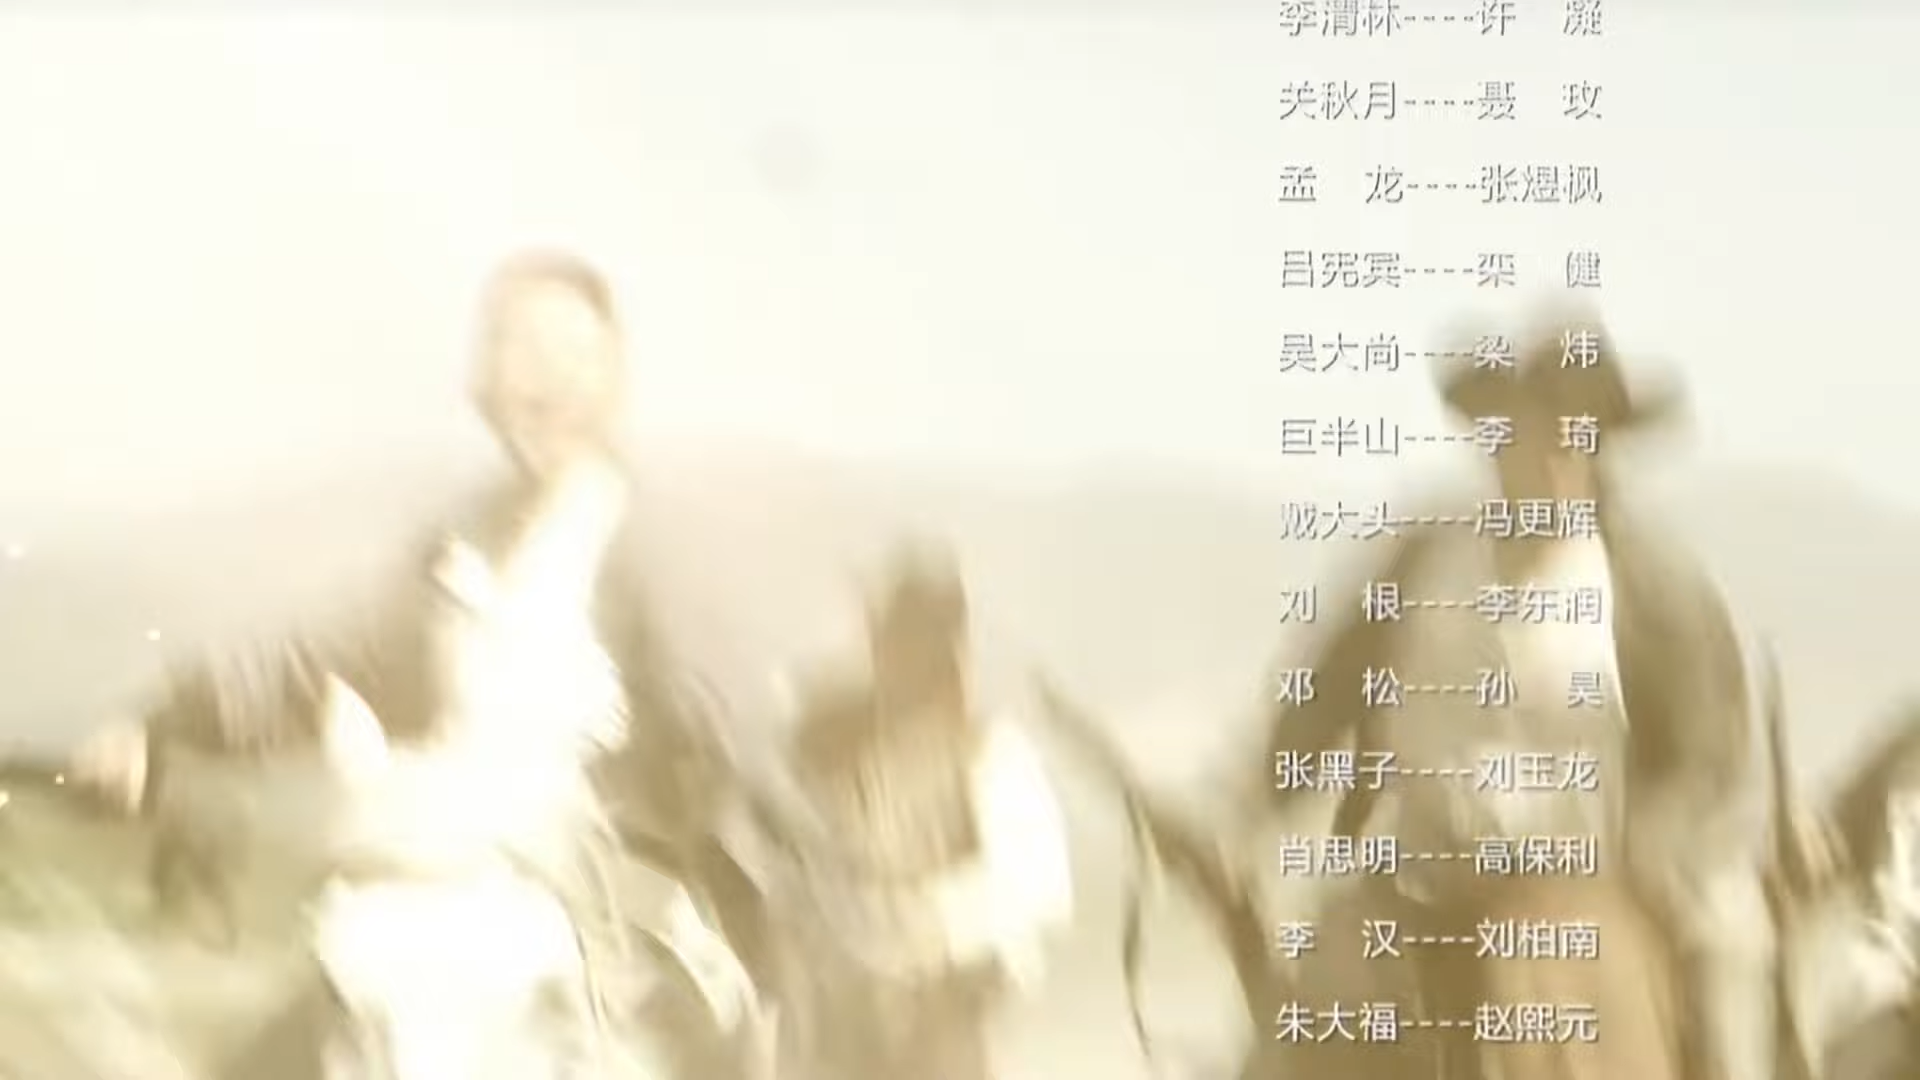 李渭林----许　凝
关秋月----聂　玫
孟　龙----张煜枫
吕宪宾----栾　健
吴大尚----梁　炜
巨半山----李　琦
戚大头----冯更辉
刘　根----李东润
邓　松----孙　昊
张黑子----刘玉龙
肖思明----高保利
李　汉----刘柏南
朱大福----赵熙元